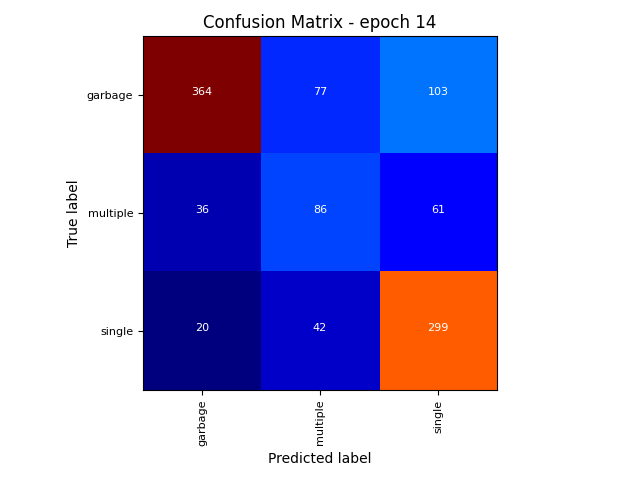 Confusion Matrix - epoch 14
True label
garbage 364 77 103
multiple 36 86 61
single 20 42 299
garbage multiple single
Predicted label